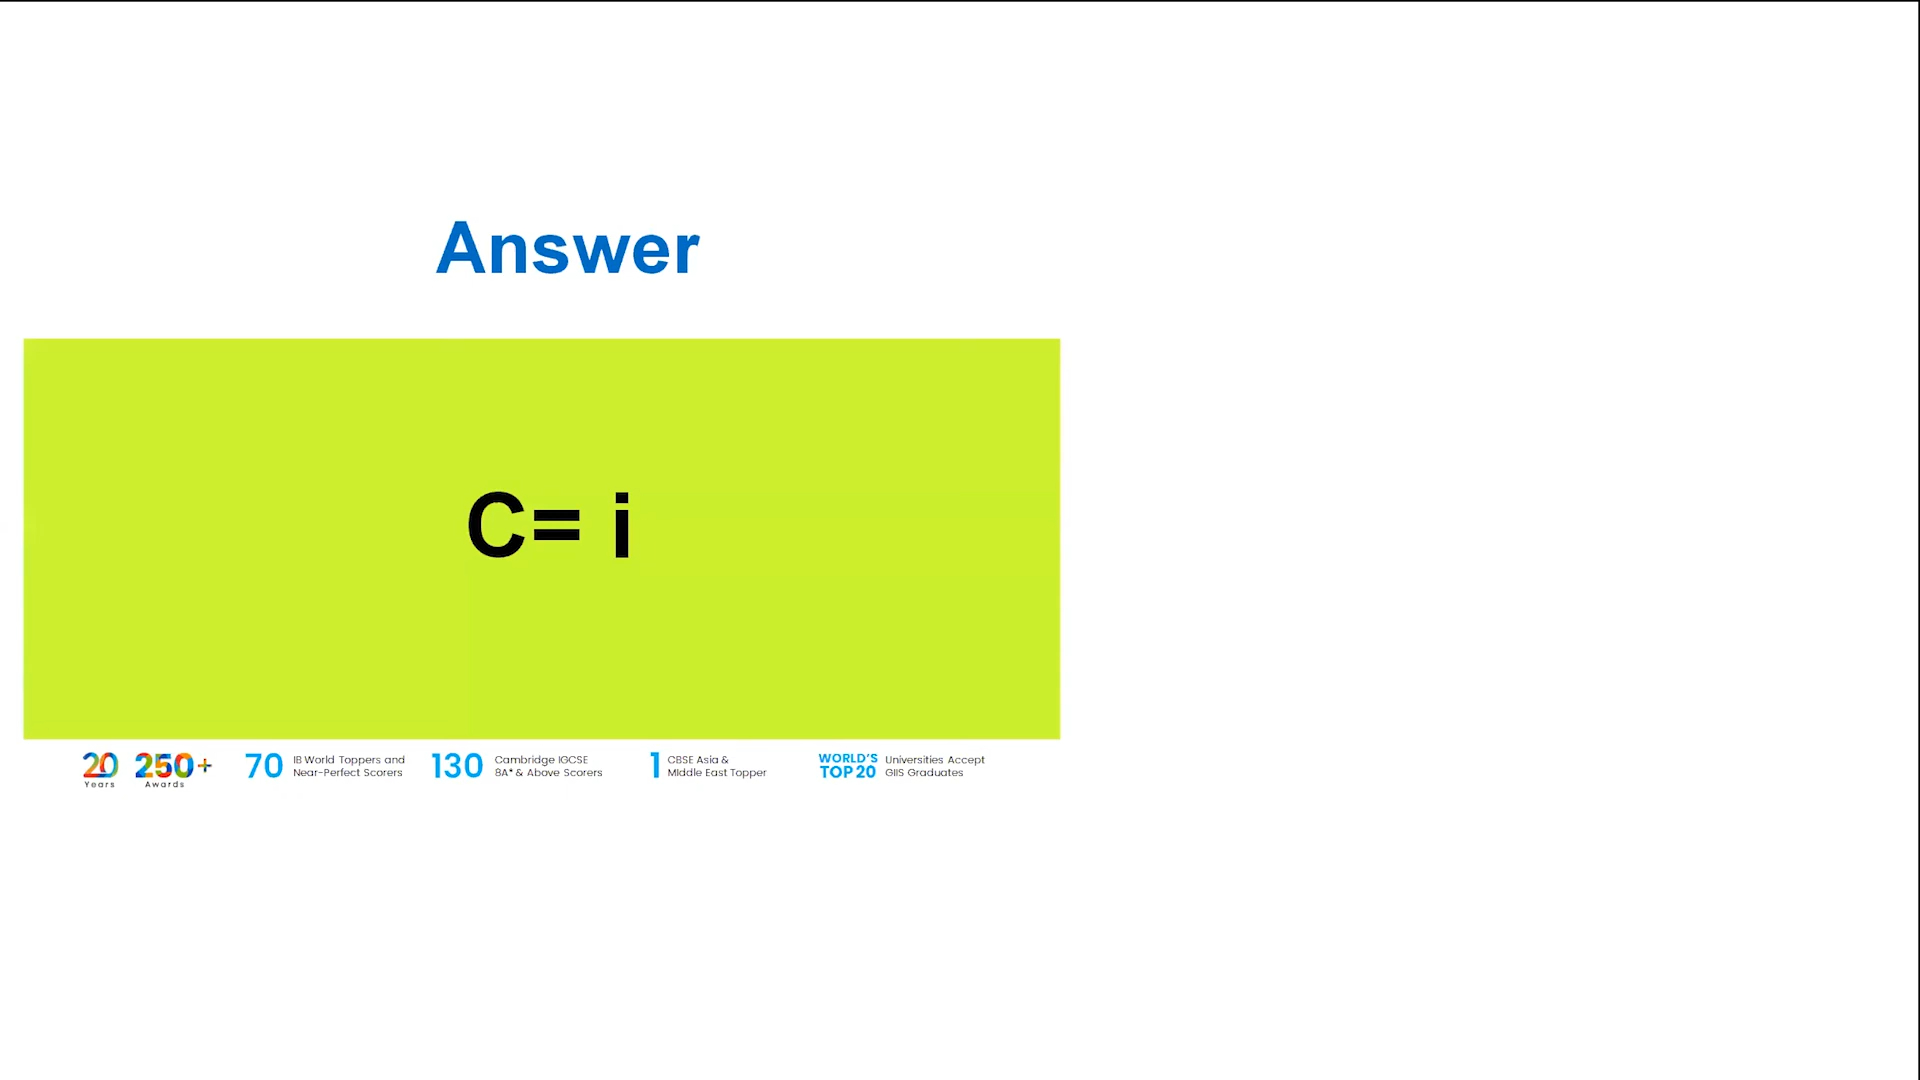 Answer
C= i
20 Years
250+ Awards
70 IB World Toppers and
Near-Perfect Scorers
130 Cambridge IGCSE
8A* & Above Scorers
1 CBSE Asia &
Middle East Topper
WORLD'S
TOP 20
Universities Accept
GIIS Graduates